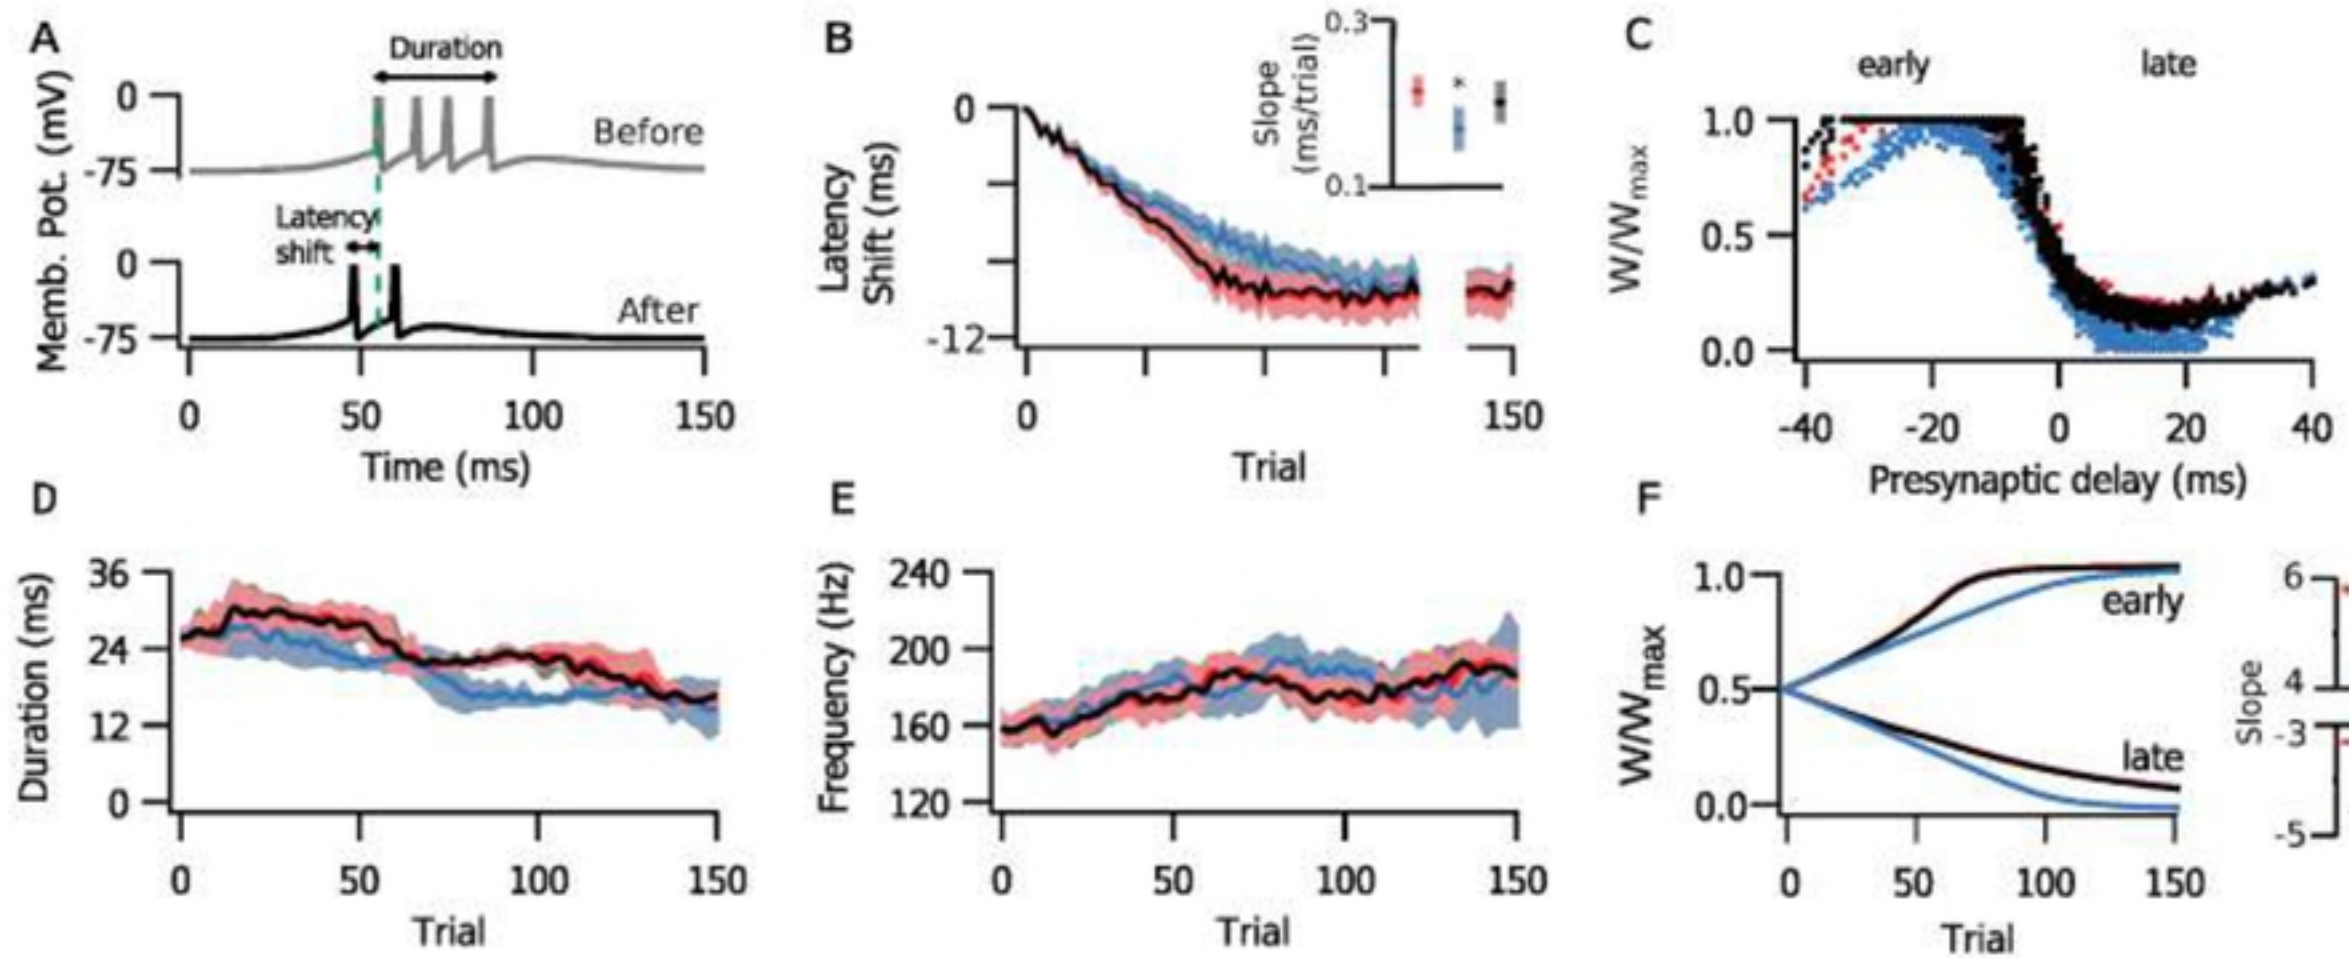 A
Duration
Memb. Pot. (mV)
0
-75
Before
Latency
shift
0
-75
After
0 50 100 150
Time (ms)
B
Latency
Shift (ms)
0
-12
Slope
(ms/trial)
0.3
0.1
×
0 150
Trial
C
early late
W/Wmax
1.0
0.5
0.0
-40 -20 0 20 40
Presynaptic delay (ms)
D
Duration (ms)
36
24
12
0
0 50 100 150
Trial
E
Frequency (Hz)
240
200
160
120
0 50 100 150
Trial
F
W/Wmax
1.0
0.5
0.0
early
late
0 50 100 150
Trial
Slope
6
4
-3
-5